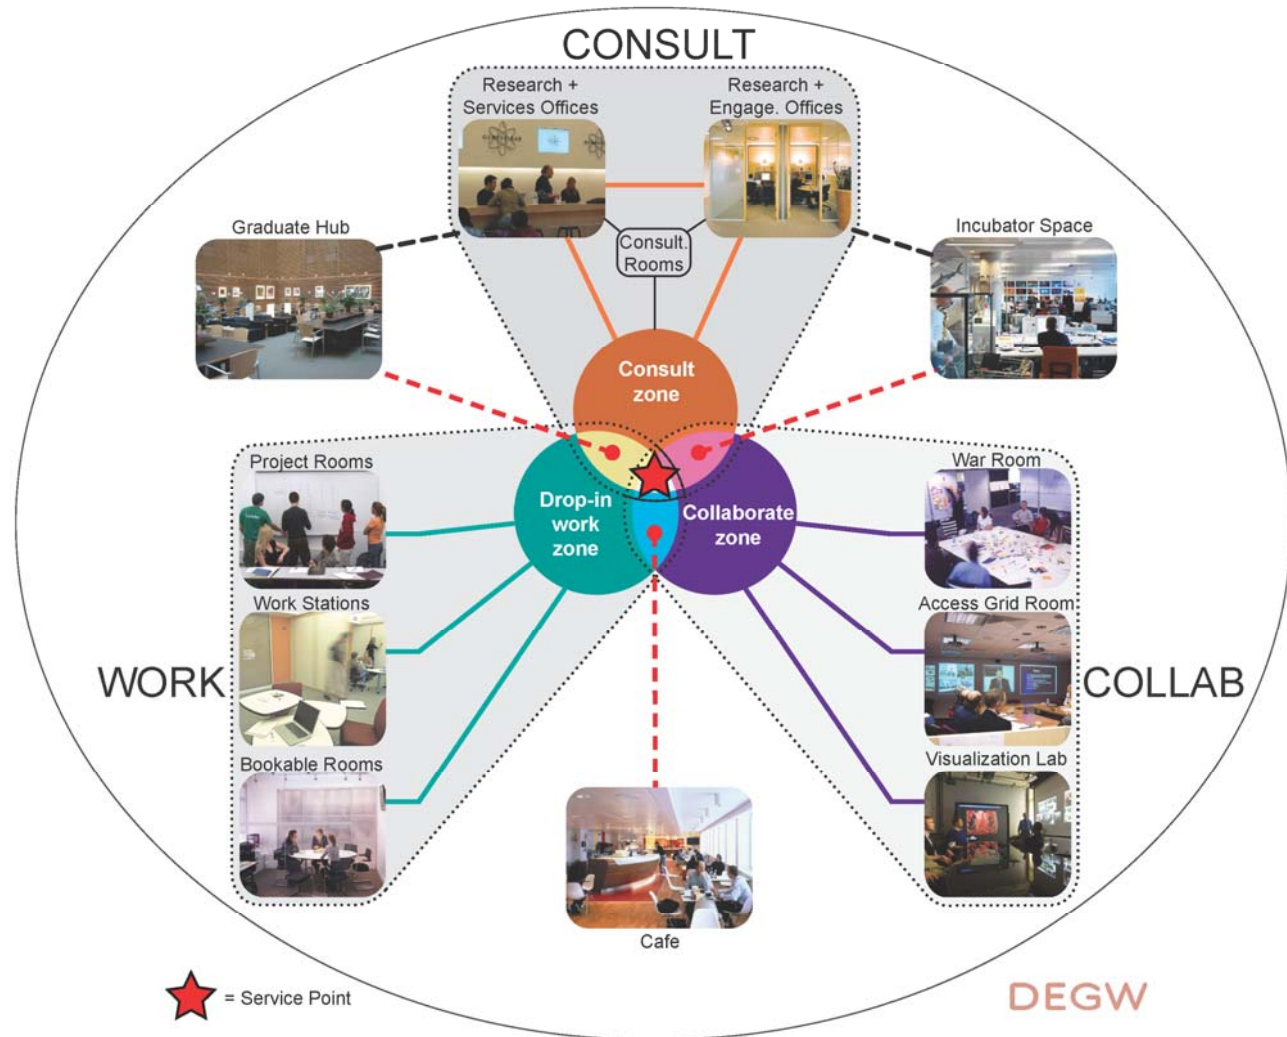 CONSULT
Research +
Services Offices
Research +
Engage. Offices
Graduate Hub
Consult.
Rooms
Incubator Space
Consult
zone
Project Rooms
War Room
Drop-in
work
zone
Collaborate
zone
Work Stations
Access Grid Room
WORK
COLLAB
Bookable Rooms
Visualization Lab
Cafe
= Service Point
DEGW